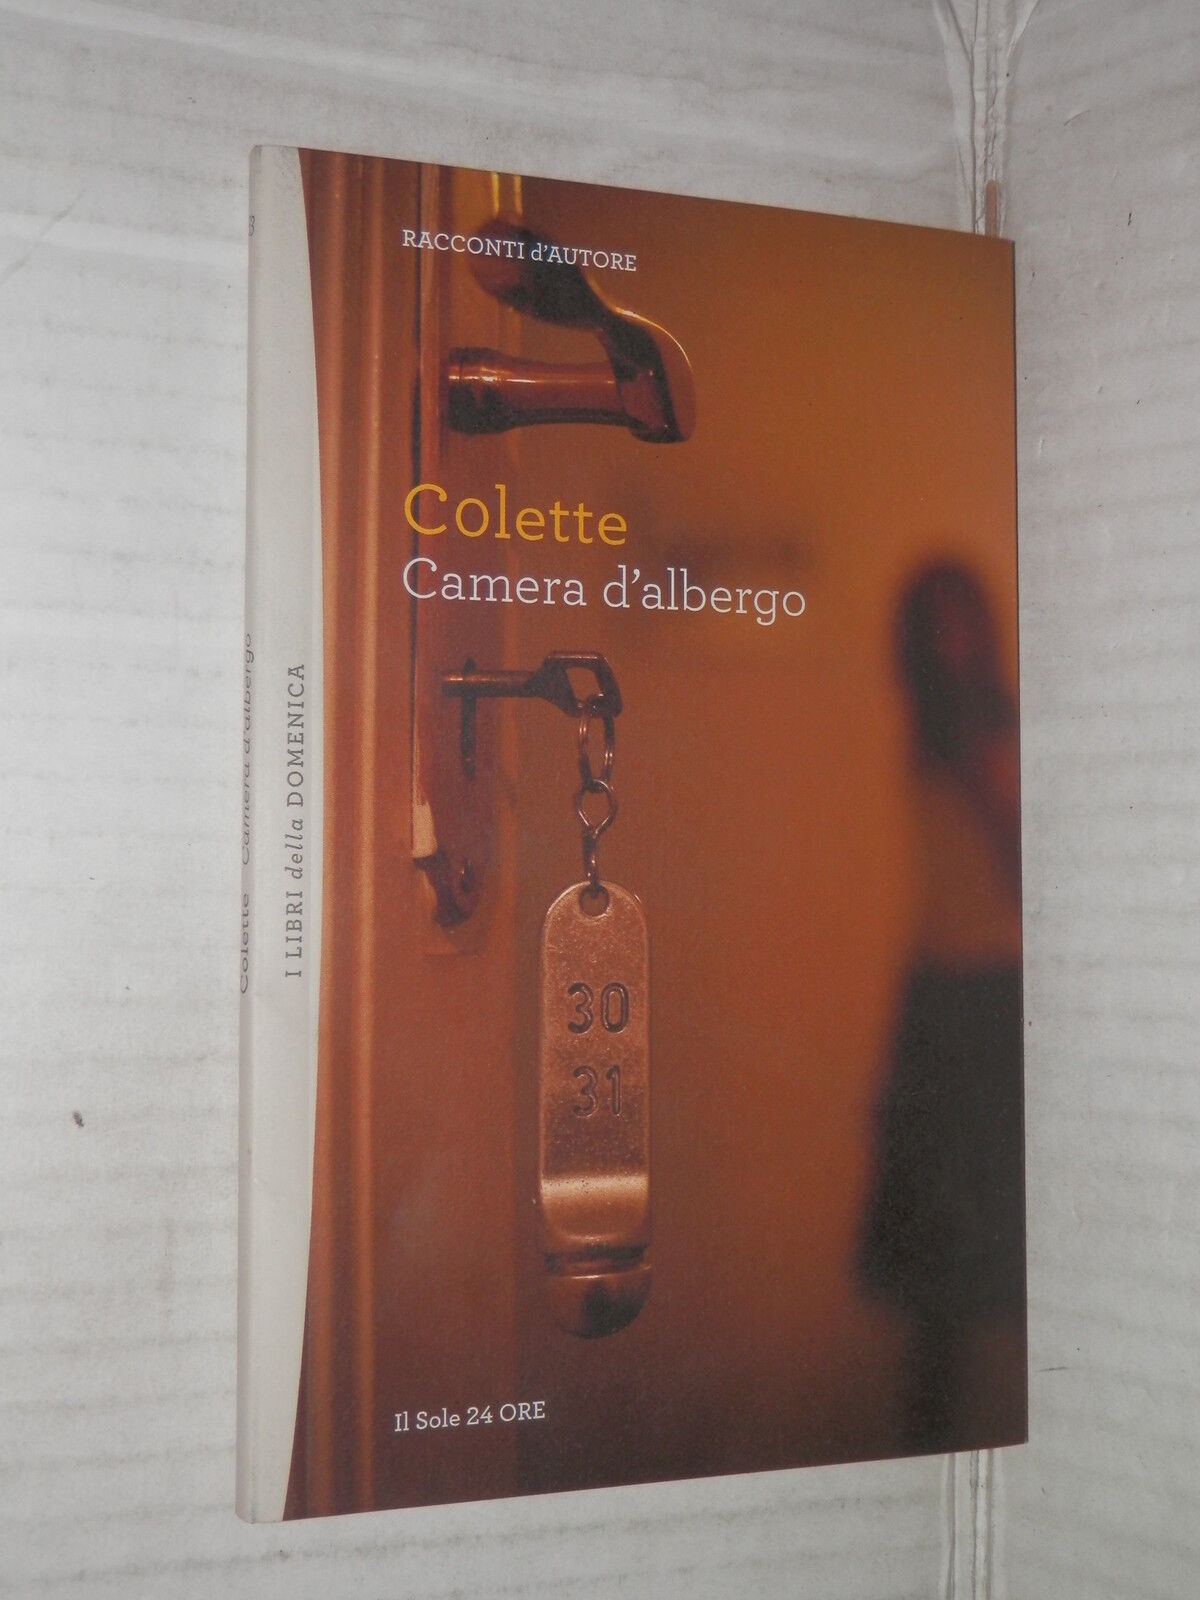 RACCONTI d'AUTORE
Colette
Camera d'albergo
30
31
Il Sole 24 ORE
I LIBRI della DOMENICA
Colette Camera d'albergo